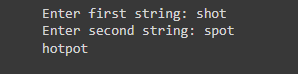 Enter first string: shot
Enter second string: spot
hotpot